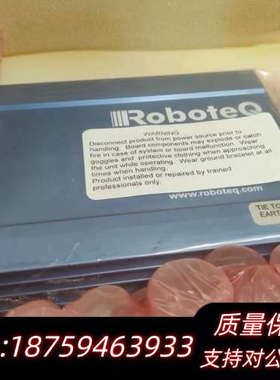 RoboteQ
WARNING
Disconnect product from power source prior to
handling. Board components may explode or catch
fire in case of system or board malfunction. Wear
goggles and protective clothing when approaching
the unit while operating. Wear ground bracelet at all
times when handling.
Product installed or repaired by trained
professionals only.
www.roboteq.com
TIE TO
EARTH
:18759463933
质量保
支持对公